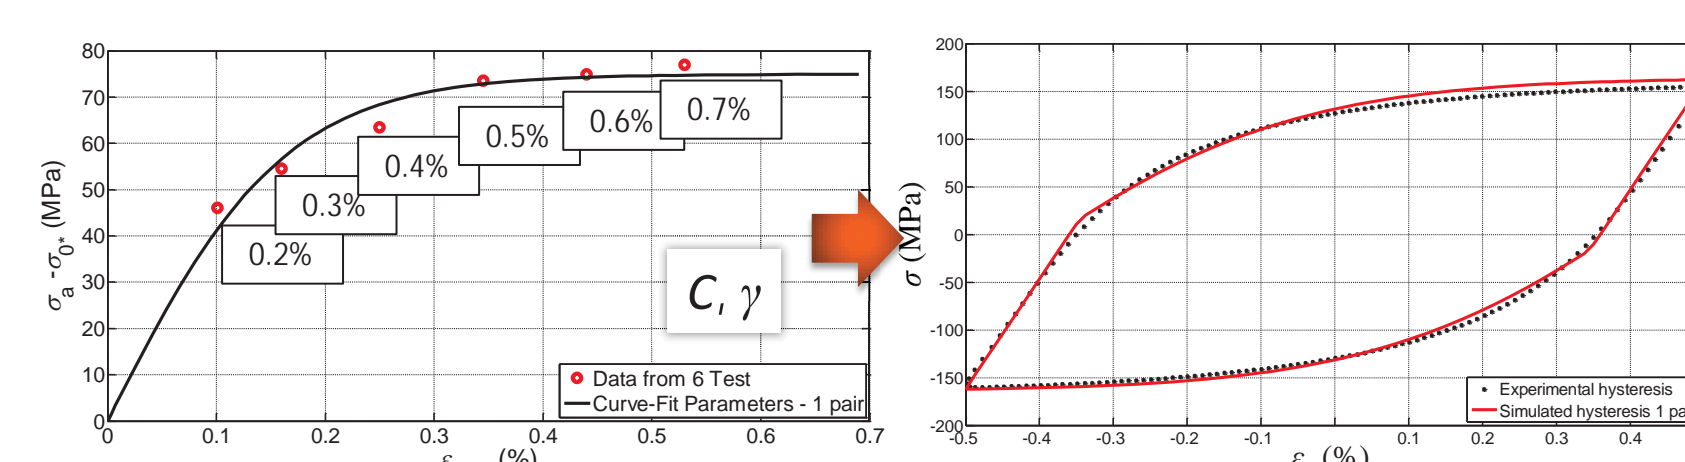 80
70
60
50
40
30
20
10
0
σa -σ0* (MPa)
0.2%
0.3%
0.4%
0.5%
0.6%
0.7%
C, γ
Data from 6 Test
Curve-Fit Parameters - 1 pair
0 0.1 0.2 0.3 0.4 0.5 0.6 0.7
(%)
200
150
100
50
0
-50
-100
-150
-200
σ (MPa)
Experimental hysteresis
Simulated hysteresis 1
-0.5 -0.4 -0.3 -0.2 -0.1 0.1 0.2 0.3 0.4
(%)